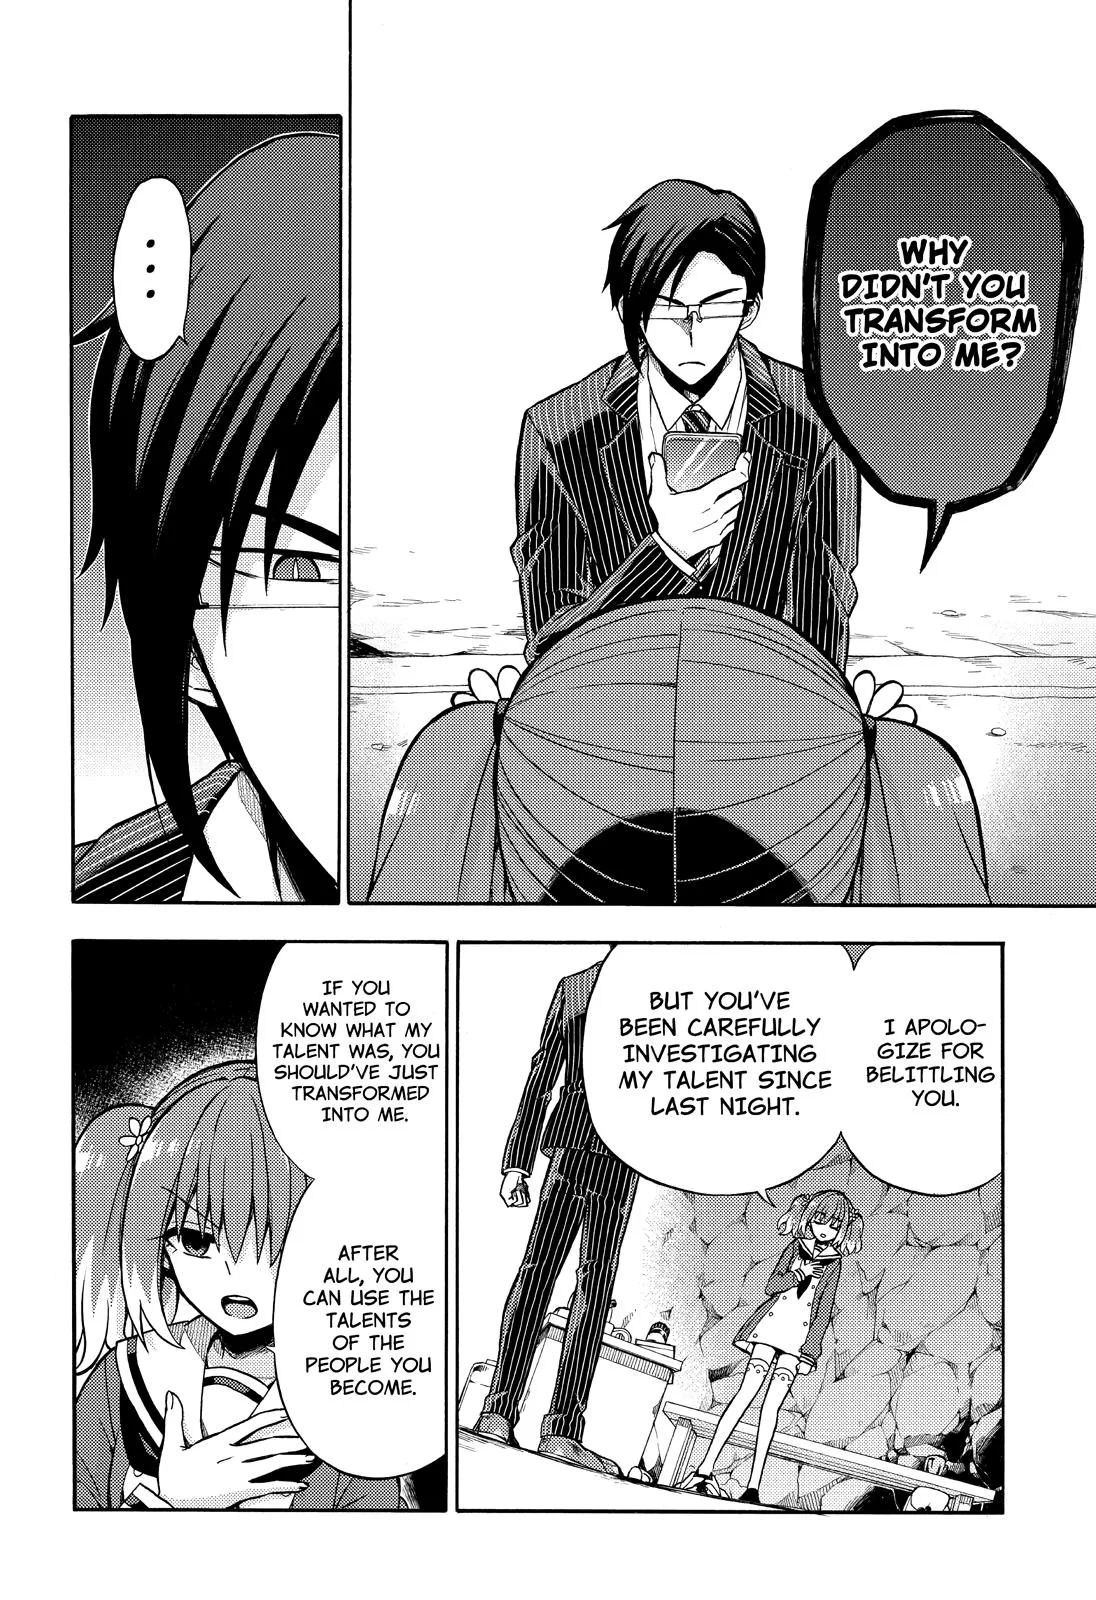 WHY
DIDN'T YOU
TRANSFORM
INTO ME?
...
I APOLO-
GIZE FOR
BELITTLING
YOU.
BUT YOU'VE
BEEN CAREFULLY
INVESTIGATING
MY TALENT SINCE
LAST NIGHT.
IF YOU
WANTED TO
KNOW WHAT MY
TALENT WAS, YOU
SHOULD'VE JUST
TRANSFORMED
INTO ME.
AFTER
ALL, YOU
CAN USE THE
TALENTS
OF THE
PEOPLE YOU
BECOME.